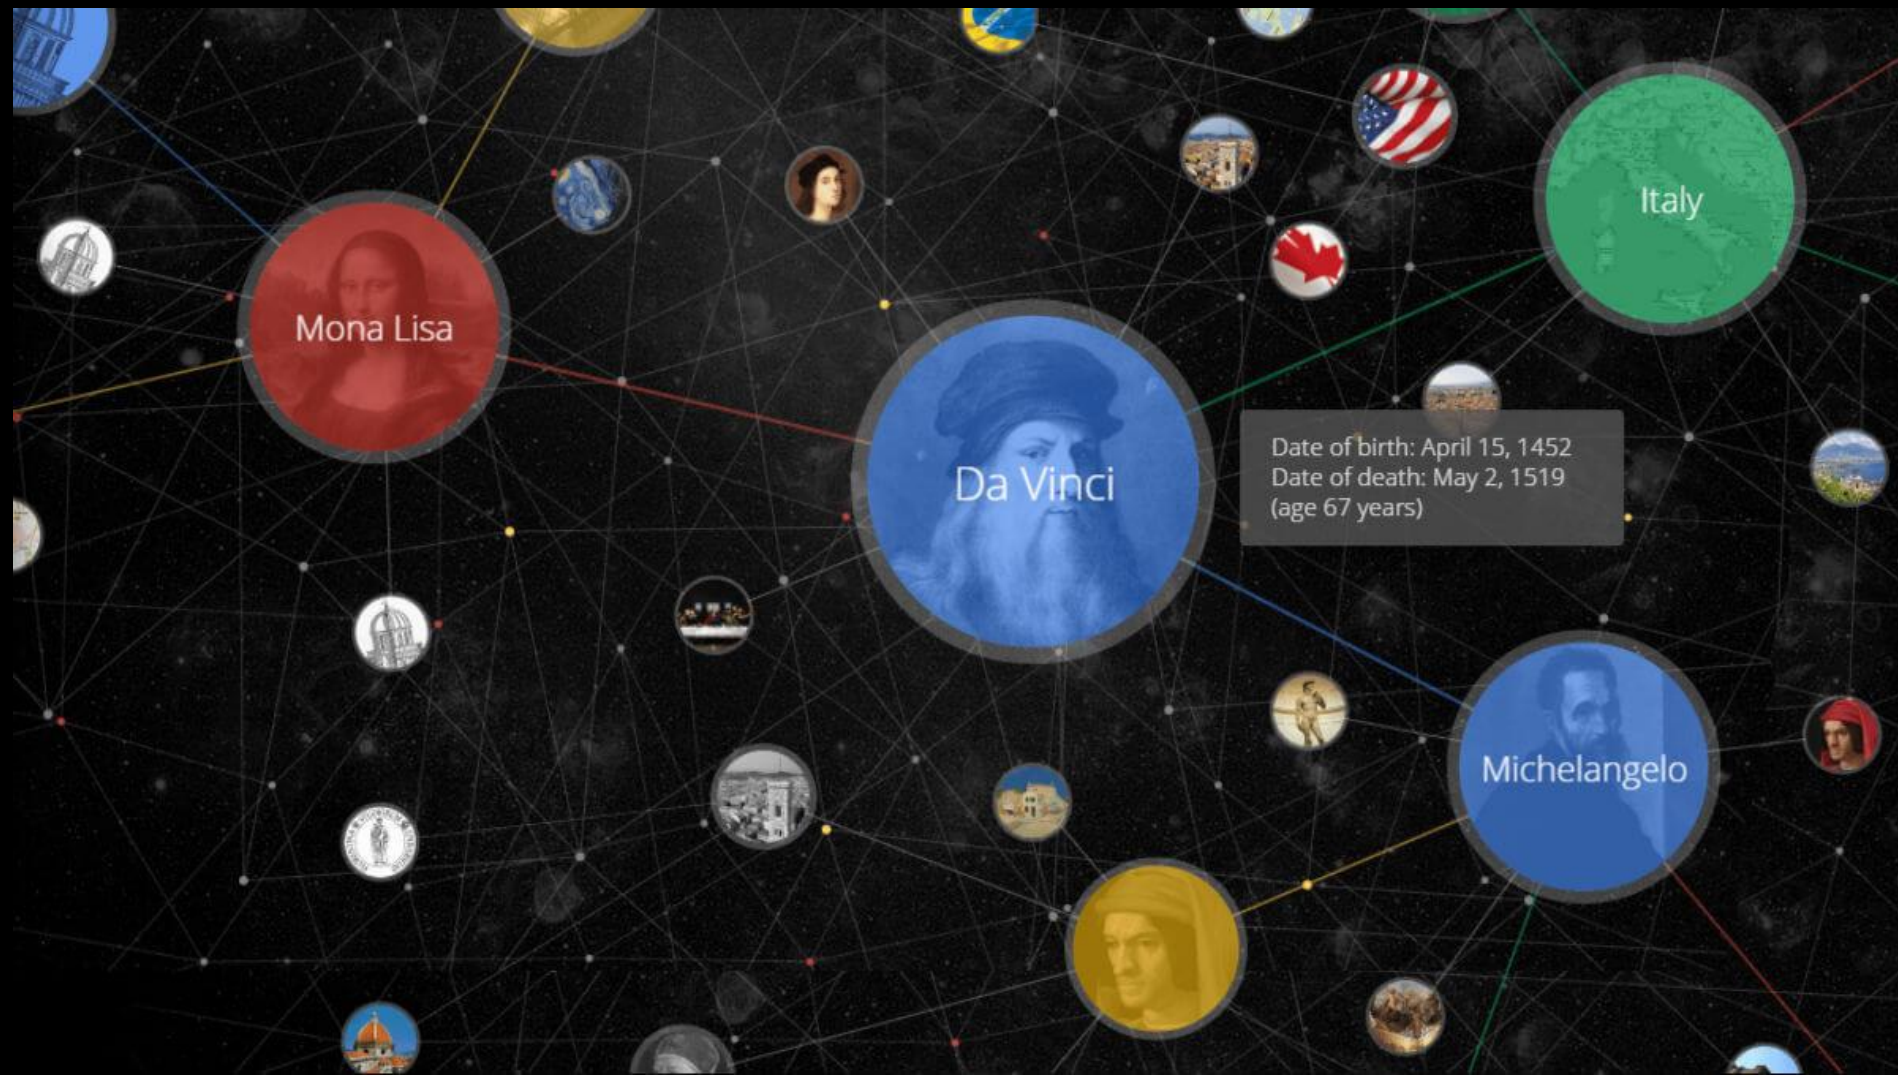 Italy
Mona Lisa
Da Vinci
Date of birth: April 15, 1452
Date of death: May 2, 1519
(age 67 years)
Michelangelo